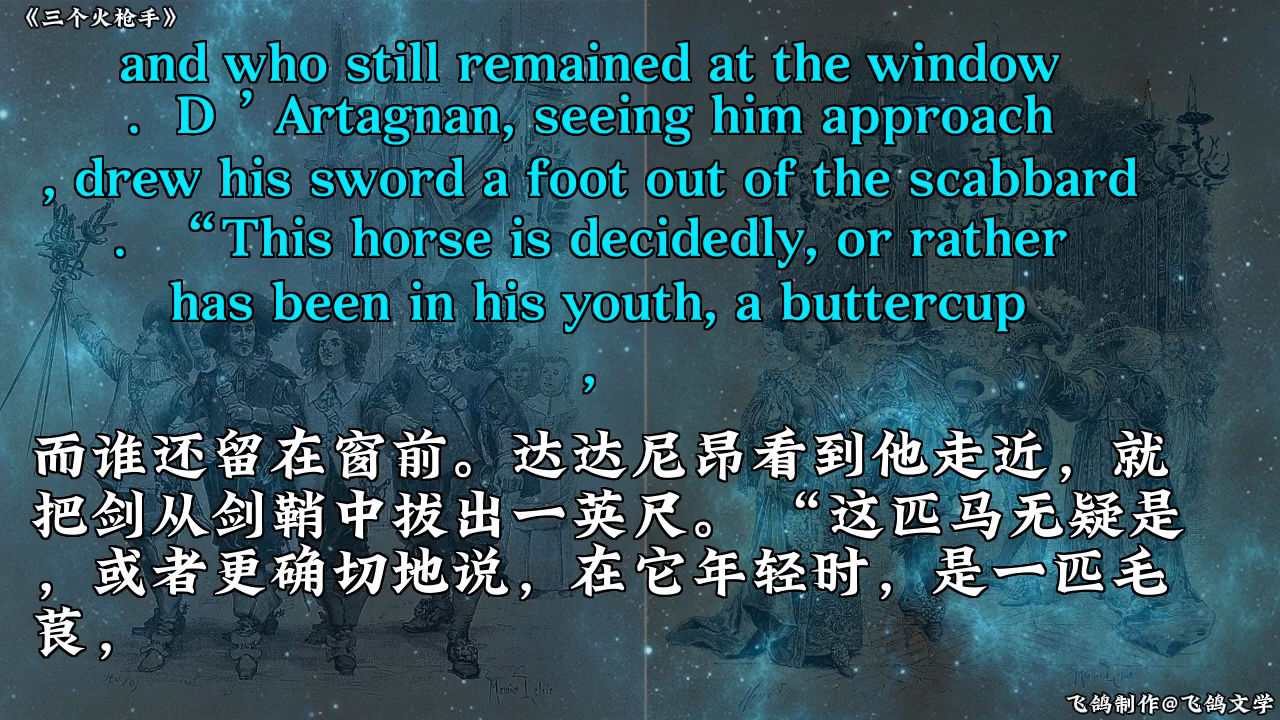 《三个火枪手》
and who still remained at the window
. D ’ Artagnan, seeing him approach
, drew his sword a foot out of the scabbard
. “This horse is decidedly, or rather
has been in his youth, a buttercup
,
而谁还留在窗前。达达尼昂看到他走近，就
把剑从剑鞘中拔出一英尺。 “这匹马无疑是
，或者更确切地说，在它年轻时，是一匹毛
茛，
飞鸽制作@飞鸽文学